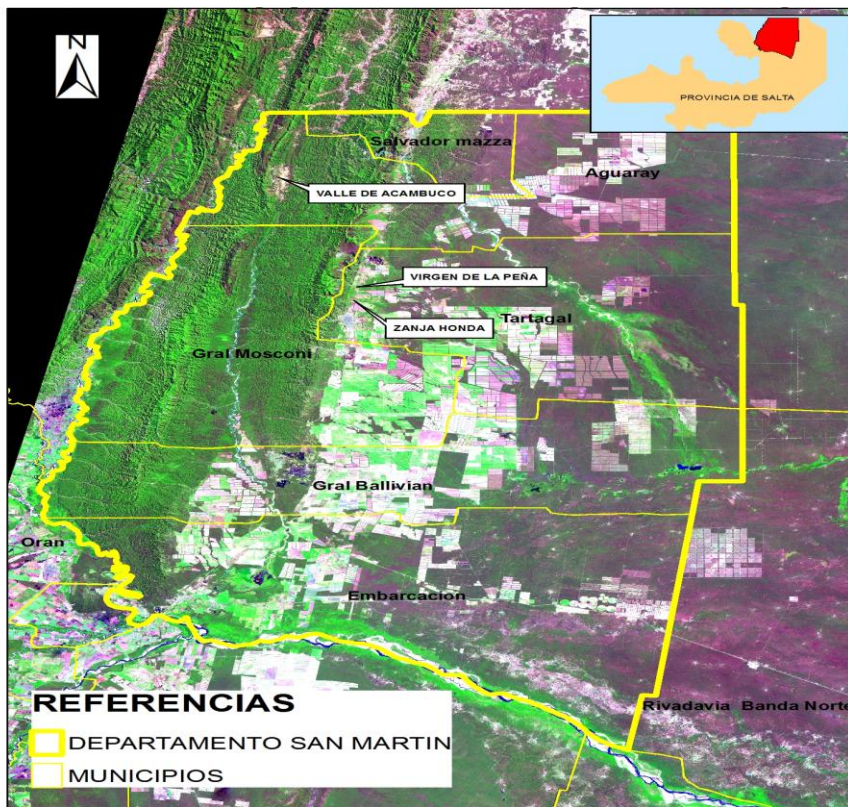 N
PROVINCIA DE SALTA
Salvador mazza
Aguaray
VALLE DE ACAMBUCO
VIRGEN DE LA PEÑA
ZANJA HONDA
Tartagal
Gral Mosconi
Gral Ballivian
Oran
Embarcacion
Rivadavia Banda Norte
REFERENCIAS
DEPARTAMENTO SAN MARTIN
MUNICIPIOS